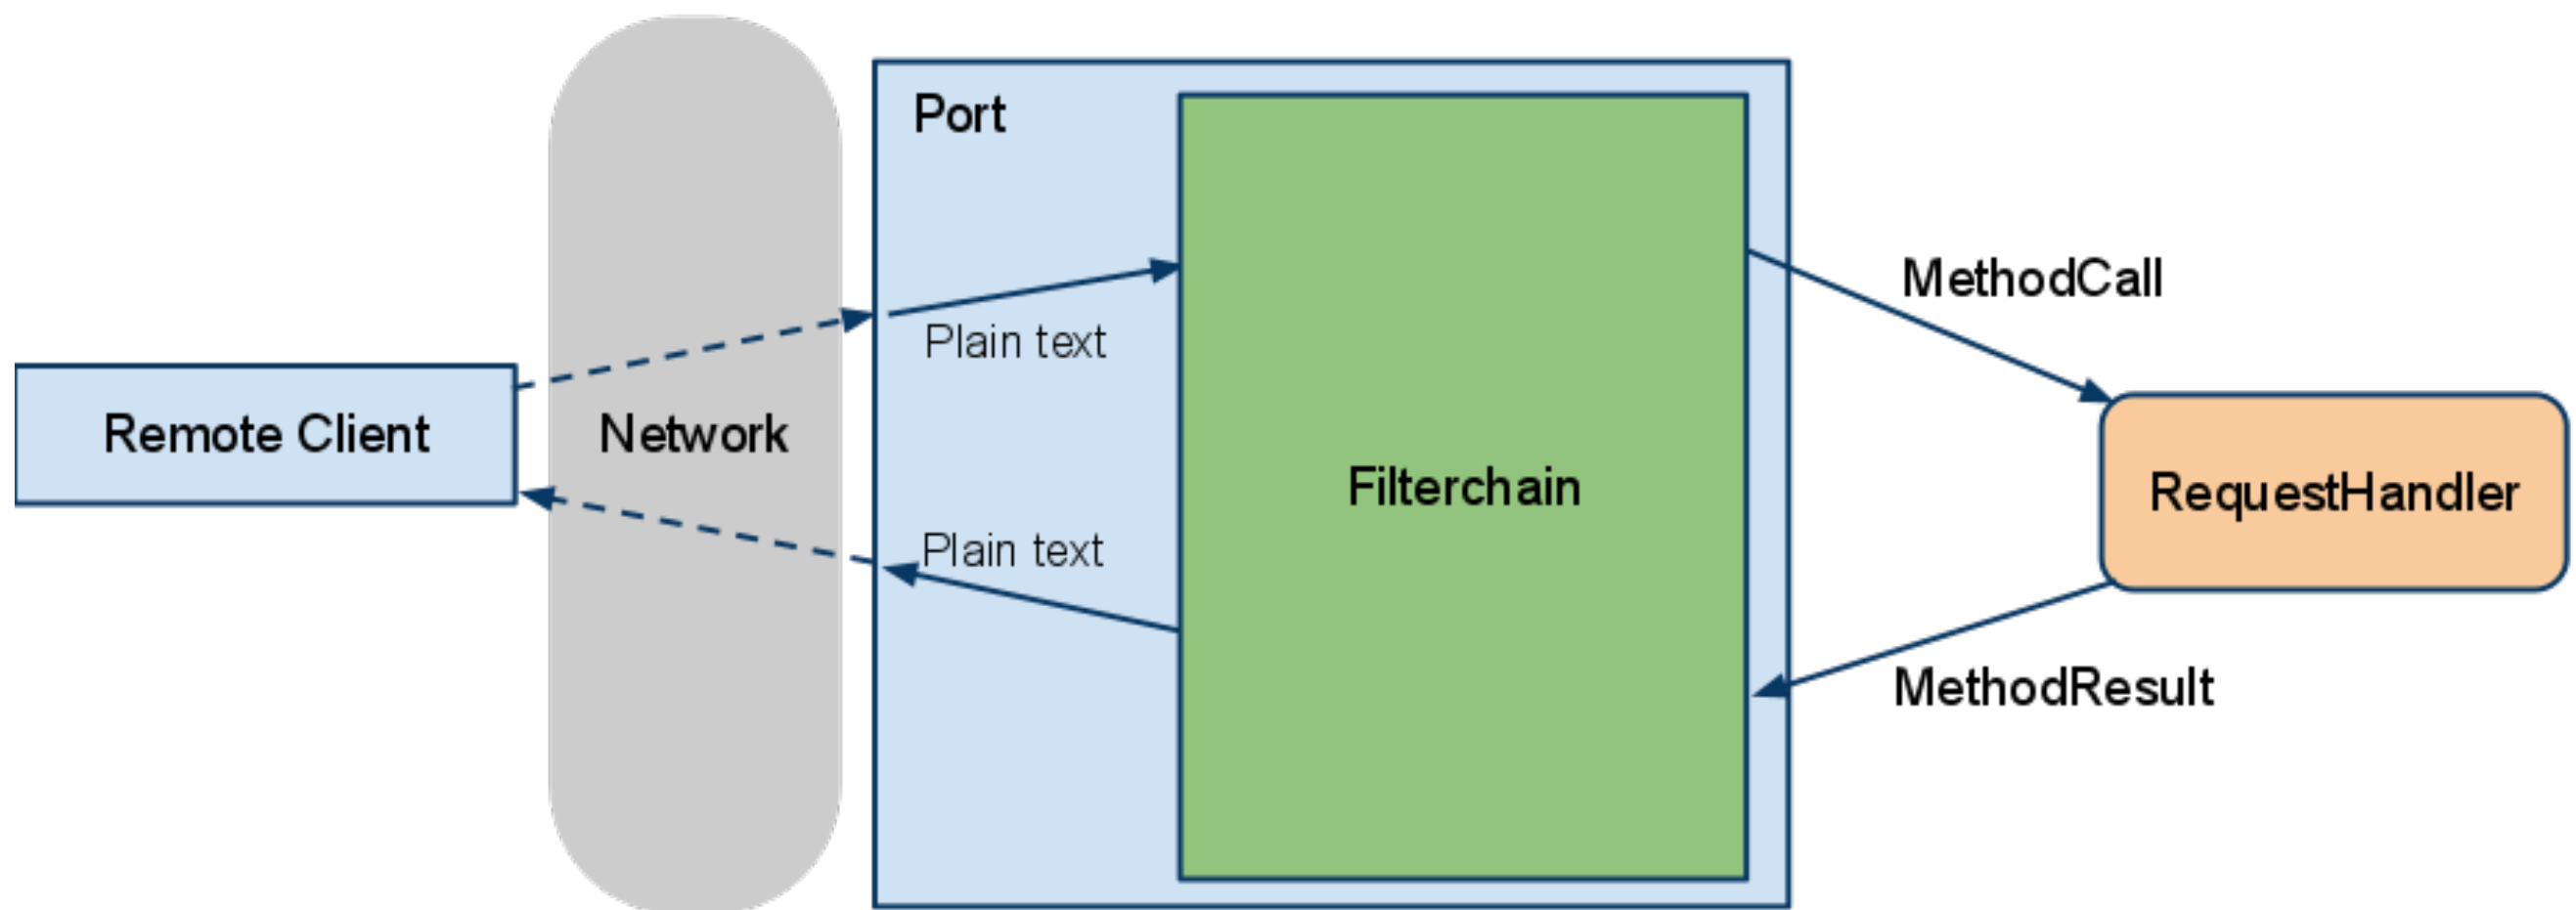 Port
MethodCall
Plain text
Remote Client
Network
Filterchain
RequestHandler
Plain text
MethodResult